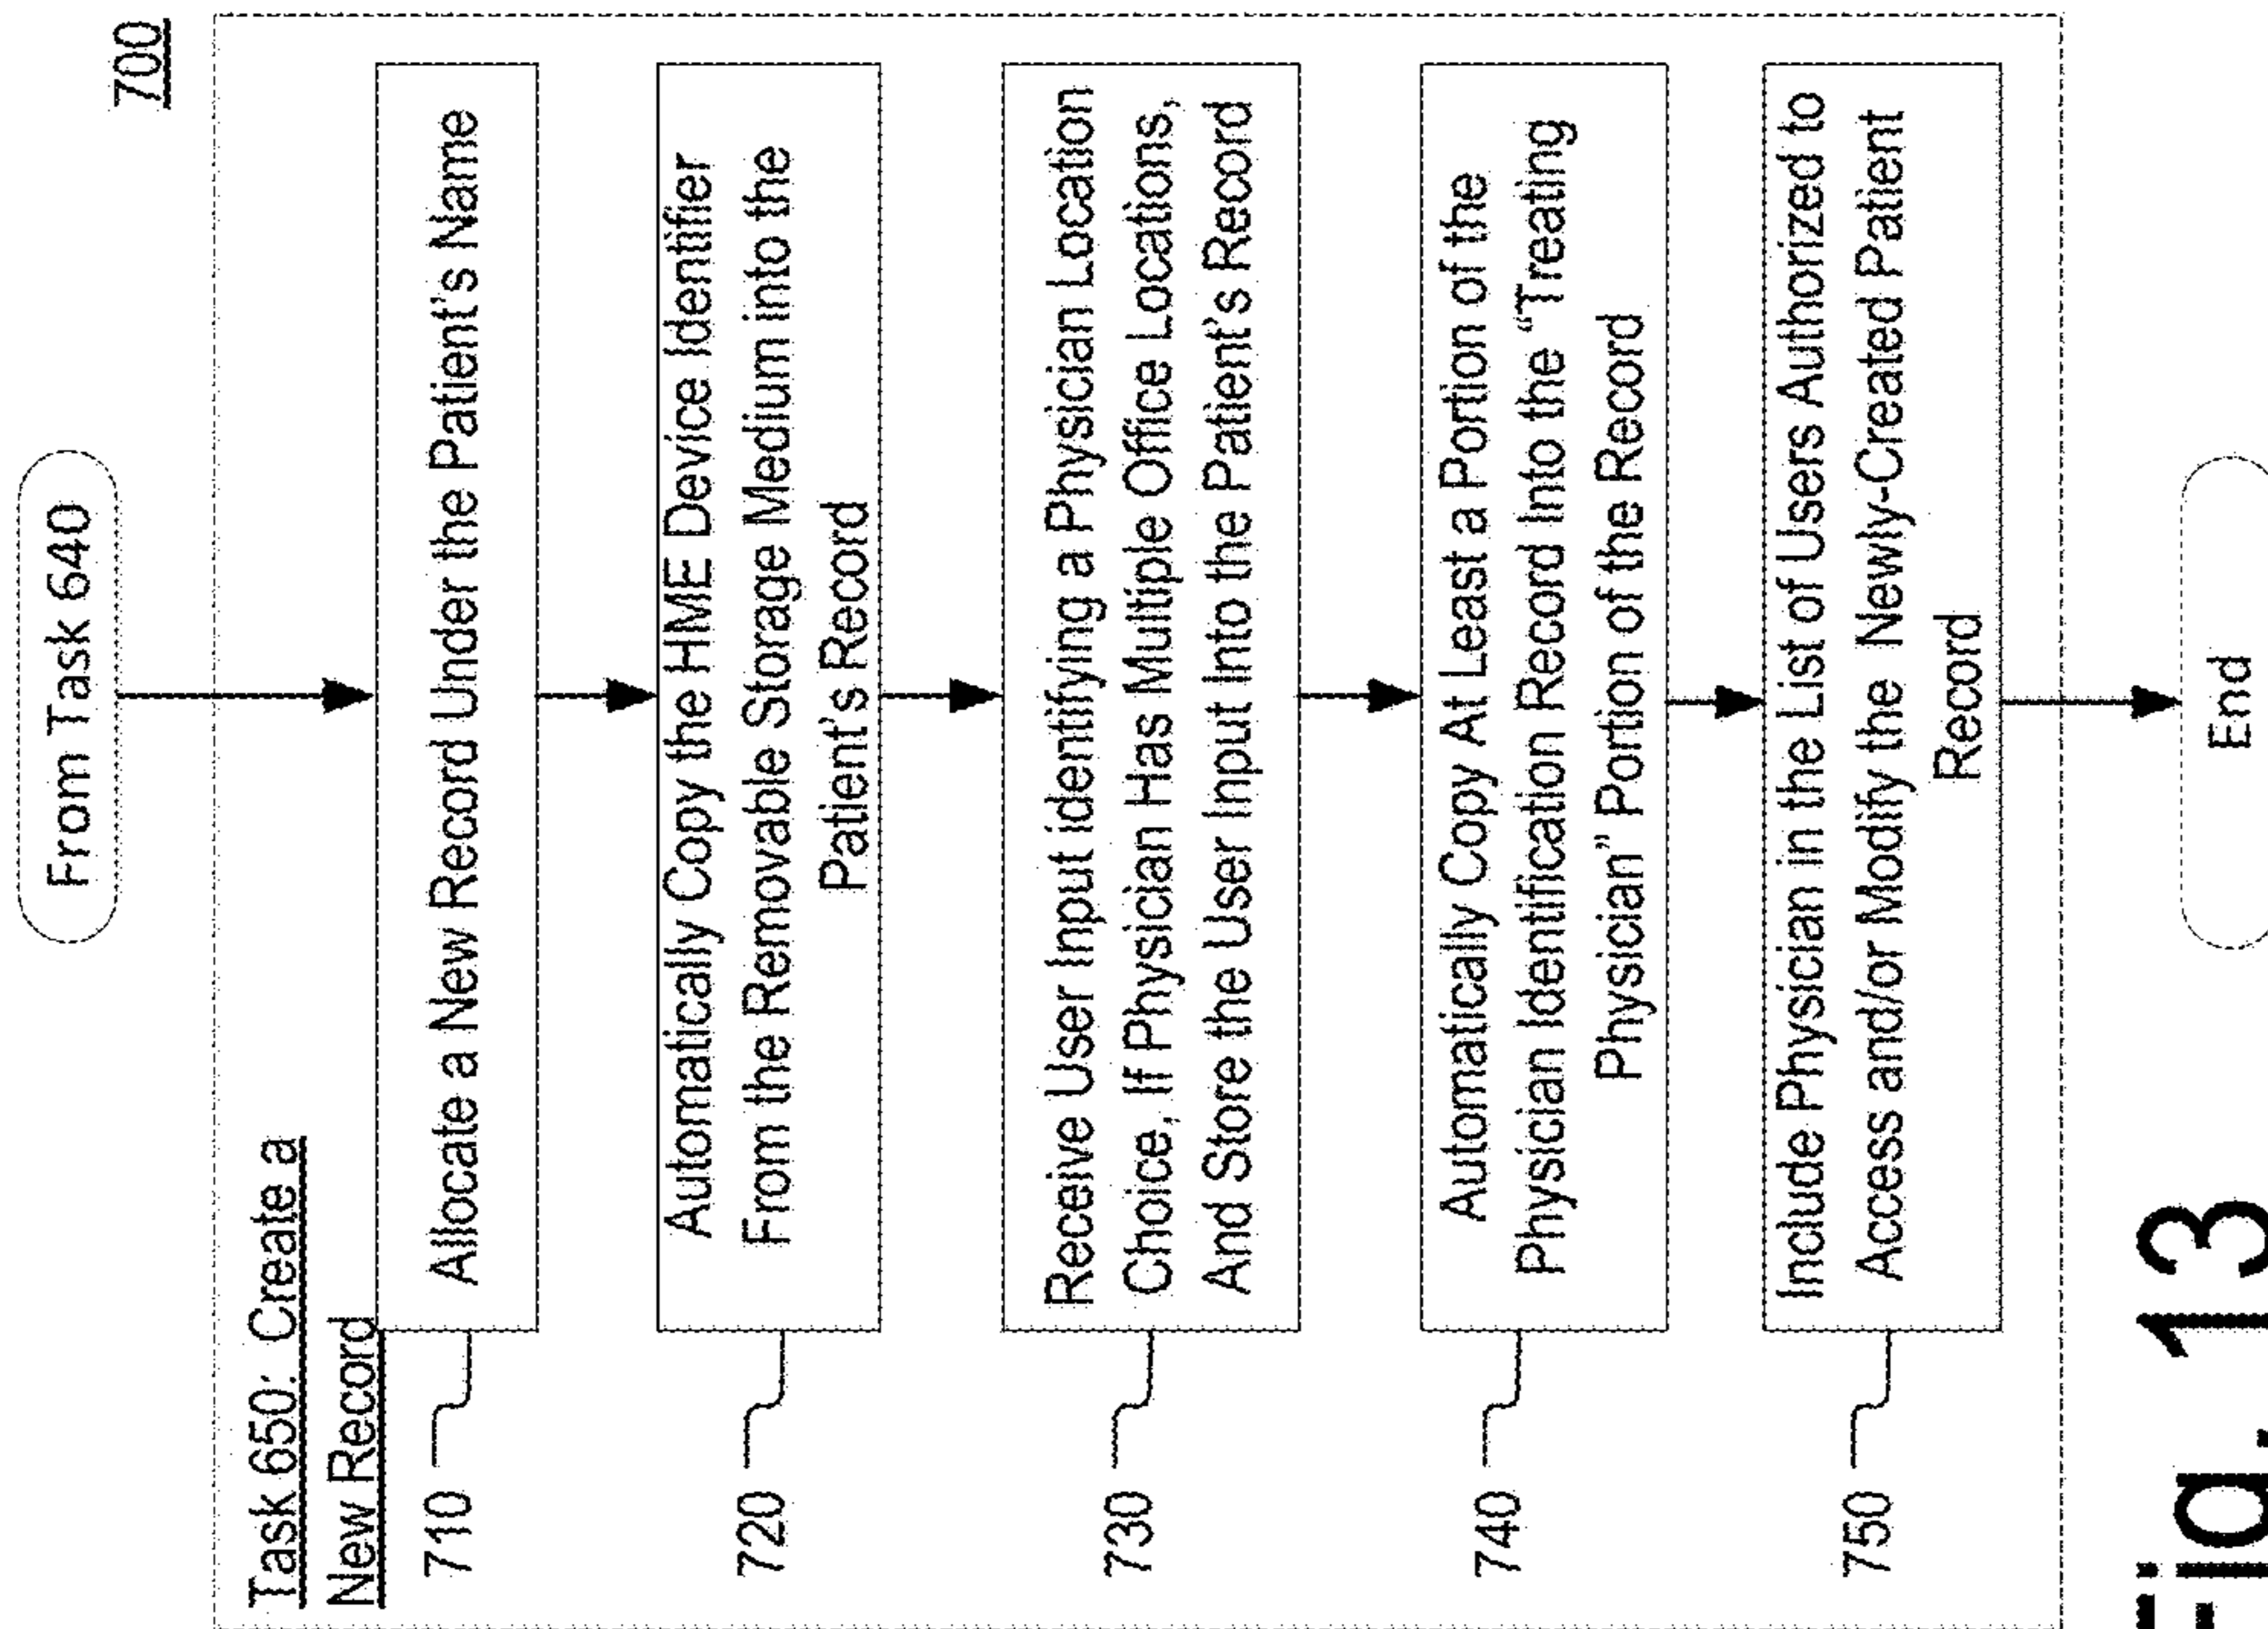 700
From Task 640
Task 650: Create a
New Record
710
Allocate a New Record Under the Patient's Name
720
Automatically Copy the HME Device Identifier
From the Removable Storage Medium into the
Patient's Record
730
Receive User Input identifying a Physician Location
Choice, If Physician Has Multiple Office Locations,
And Store the User Input Into the Patient's Record
740
Automatically Copy At Least a Portion of the
Physician Identification Record Into the "Treating
Physician" Portion of the Record
750
Include Physician in the List of Users Authorized to
Access and/or Modify the Newly-Created Patient
Record
End
Fig. 13